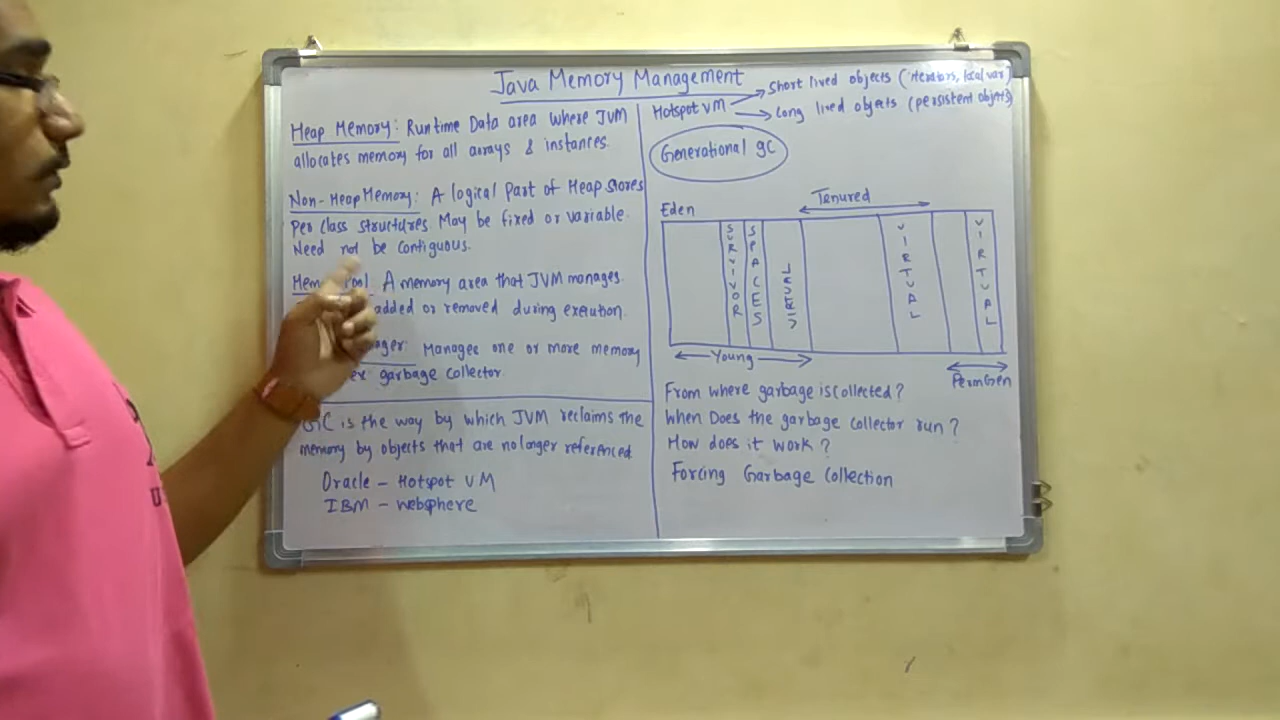 Java Memory Management
Heap Memory: Runtime Data area where JVM
allocates memory for all arrays & instances.
Non-Heap Memory: A logical part of Heap stores
Per class structures. May be fixed or variable.
Need not be contiguous.
A memory area that JVM manages.
added or removed during execution.
Manages one or more memory
garbage collector.
GC is the way by which JVM reclaims the
memory by objects that are no longer referenced
Oracle - Hotspot VM
IBM - websphere
Hotspot VM
Short lived objects (iterators, local var)
Long lived objects (persistent objects)
Generational gC
Tenured
Eden
SURVIVOR
SPACES
VIRTUAL
VIRTUAL
Young
PermGen
From where garbage is collected?
When Does the garbage collector run?
How does it work?
Forcing Garbage Collection